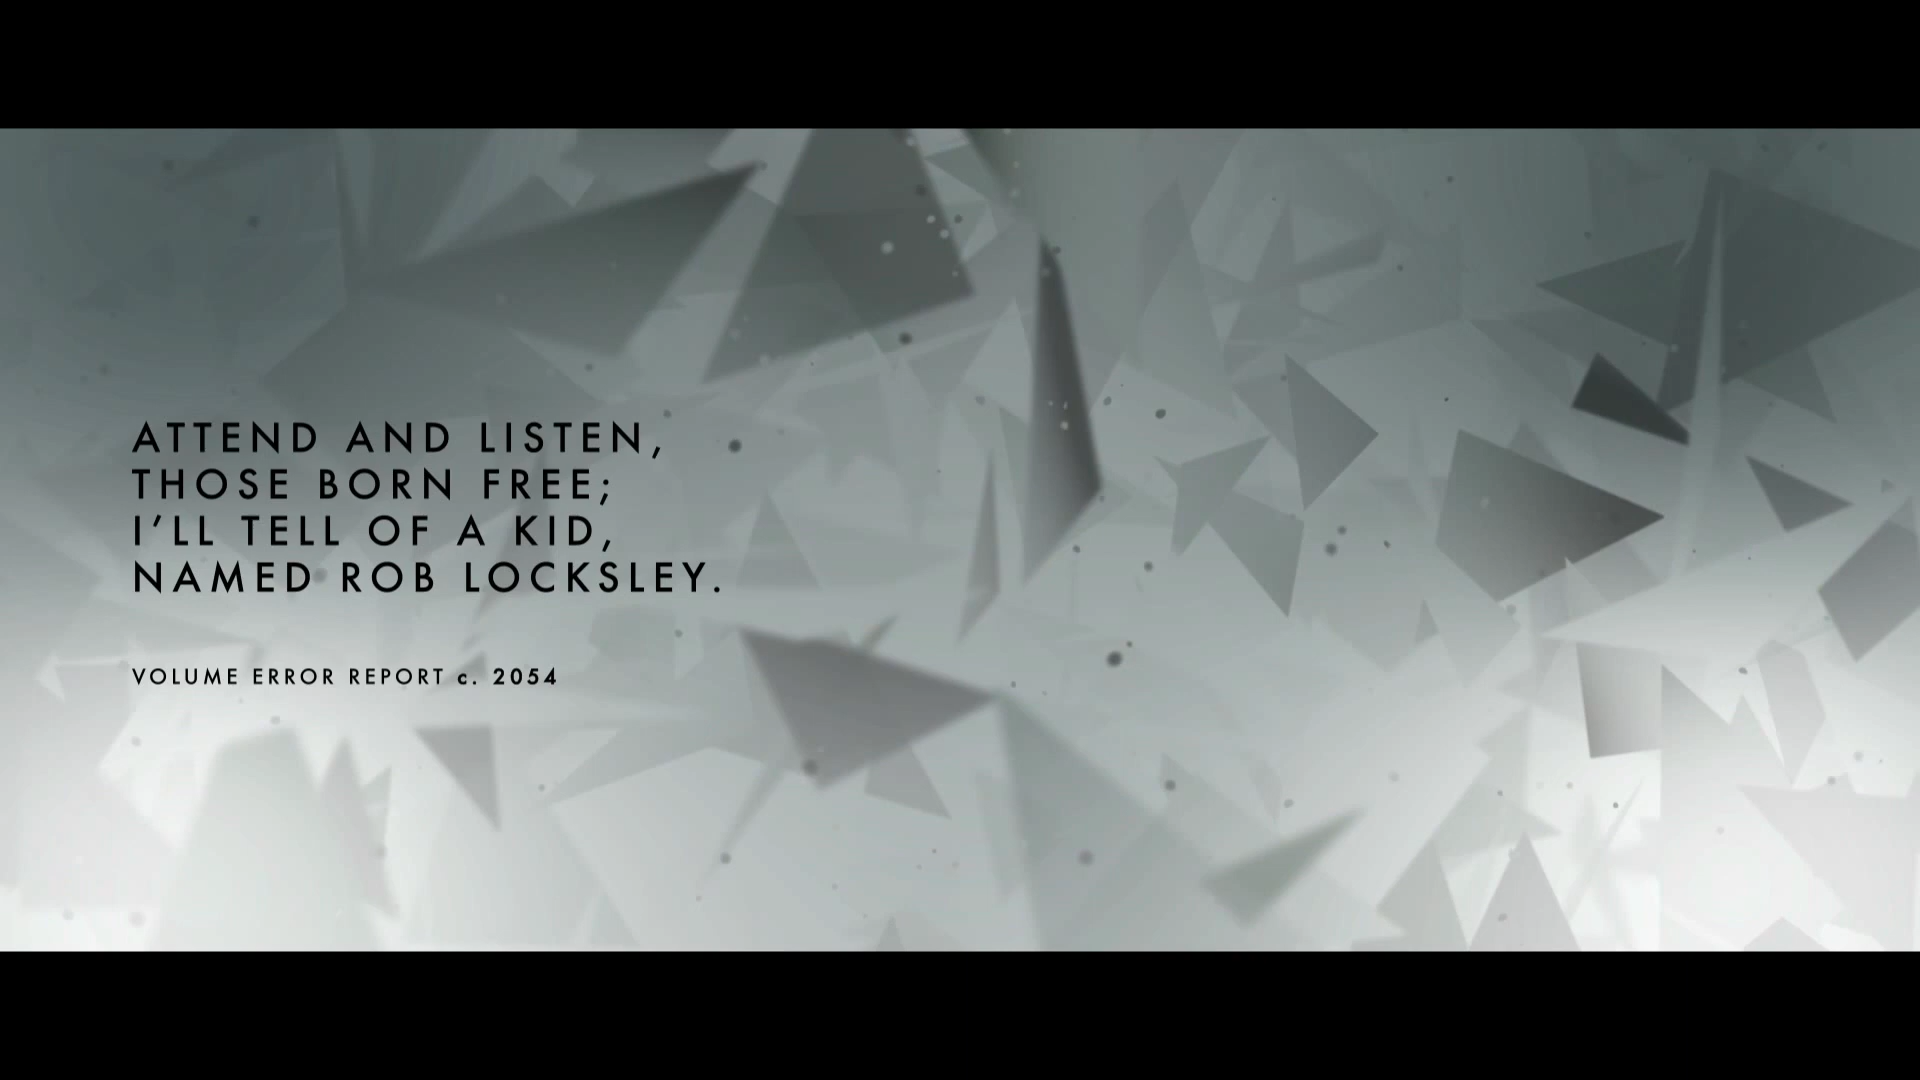 ATTEND AND LISTEN,
THOSE BORN FREE;
I’LL TELL OF A KID,
NAMED ROB LOCKSLEY.
VOLUME ERROR REPORT c. 2054